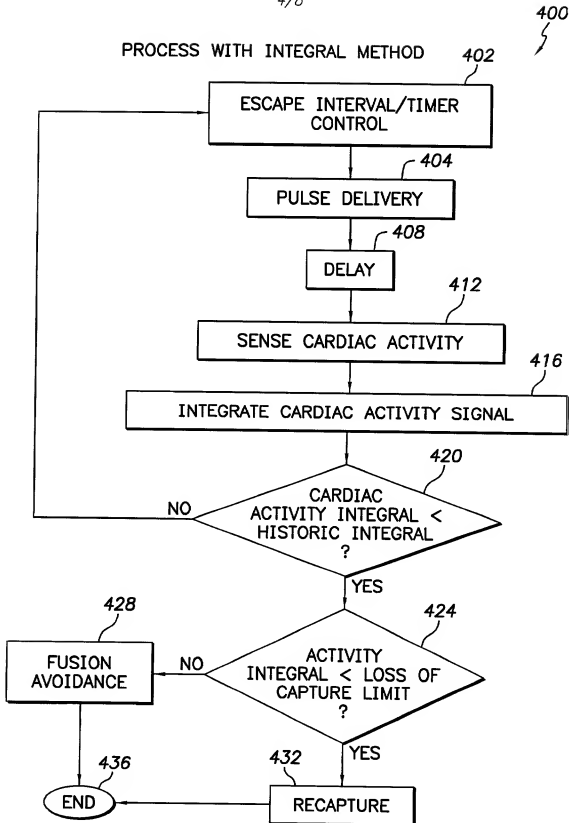 4/8
400
PROCESS WITH INTEGRAL METHOD
402
ESCAPE INTERVAL/TIMER
CONTROL
404
PULSE DELIVERY
408
DELAY
412
SENSE CARDIAC ACTIVITY
416
INTEGRATE CARDIAC ACTIVITY SIGNAL
420
CARDIAC
ACTIVITY INTEGRAL <
HISTORIC INTEGRAL
?
NO
YES
424
ACTIVITY
INTEGRAL < LOSS OF
CAPTURE LIMIT
?
428
FUSION
AVOIDANCE
NO
YES
432
RECAPTURE
436
END